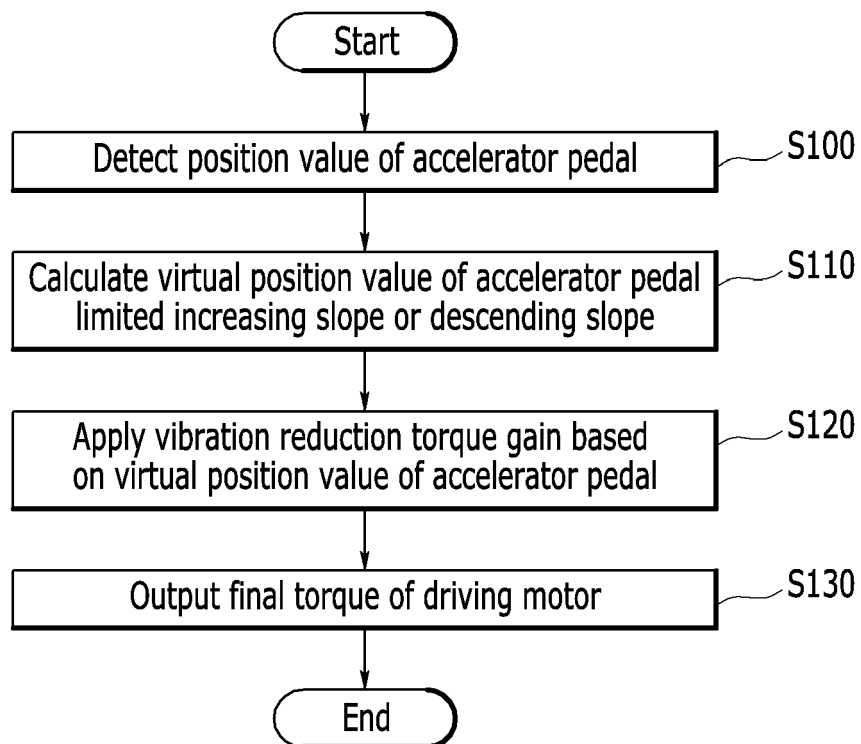 Start
Detect position value of accelerator pedal
S100
Calculate virtual position value of accelerator pedal
limited increasing slope or descending slope
S110
Apply vibration reduction torque gain based
on virtual position value of accelerator pedal
S120
Output final torque of driving motor
S130
End